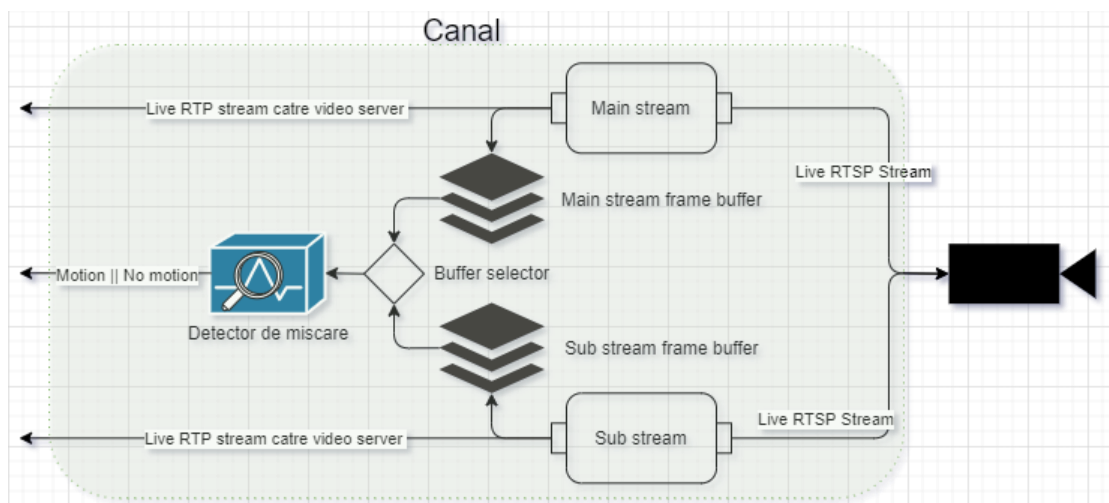 Canal
Main stream
Live RTP stream catre video server
Live RTSP Stream
Main stream frame buffer
Buffer selector
Motion || No motion
Detector de miscare
Sub stream frame buffer
Live RTSP Stream
Live RTP stream catre video server
Sub stream